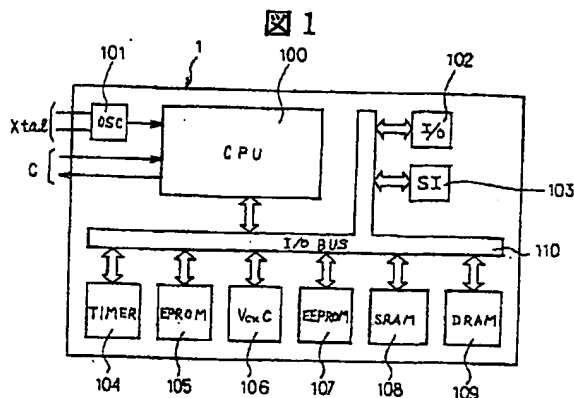 図1
101
1
100
102
Xtal
OSC
I/O
C
CPU
SI
103
I/O BUS
110
TIMER
EPROM
VcxC
EEPROM
SRAM
DRAM
104
105
106
107
108
109